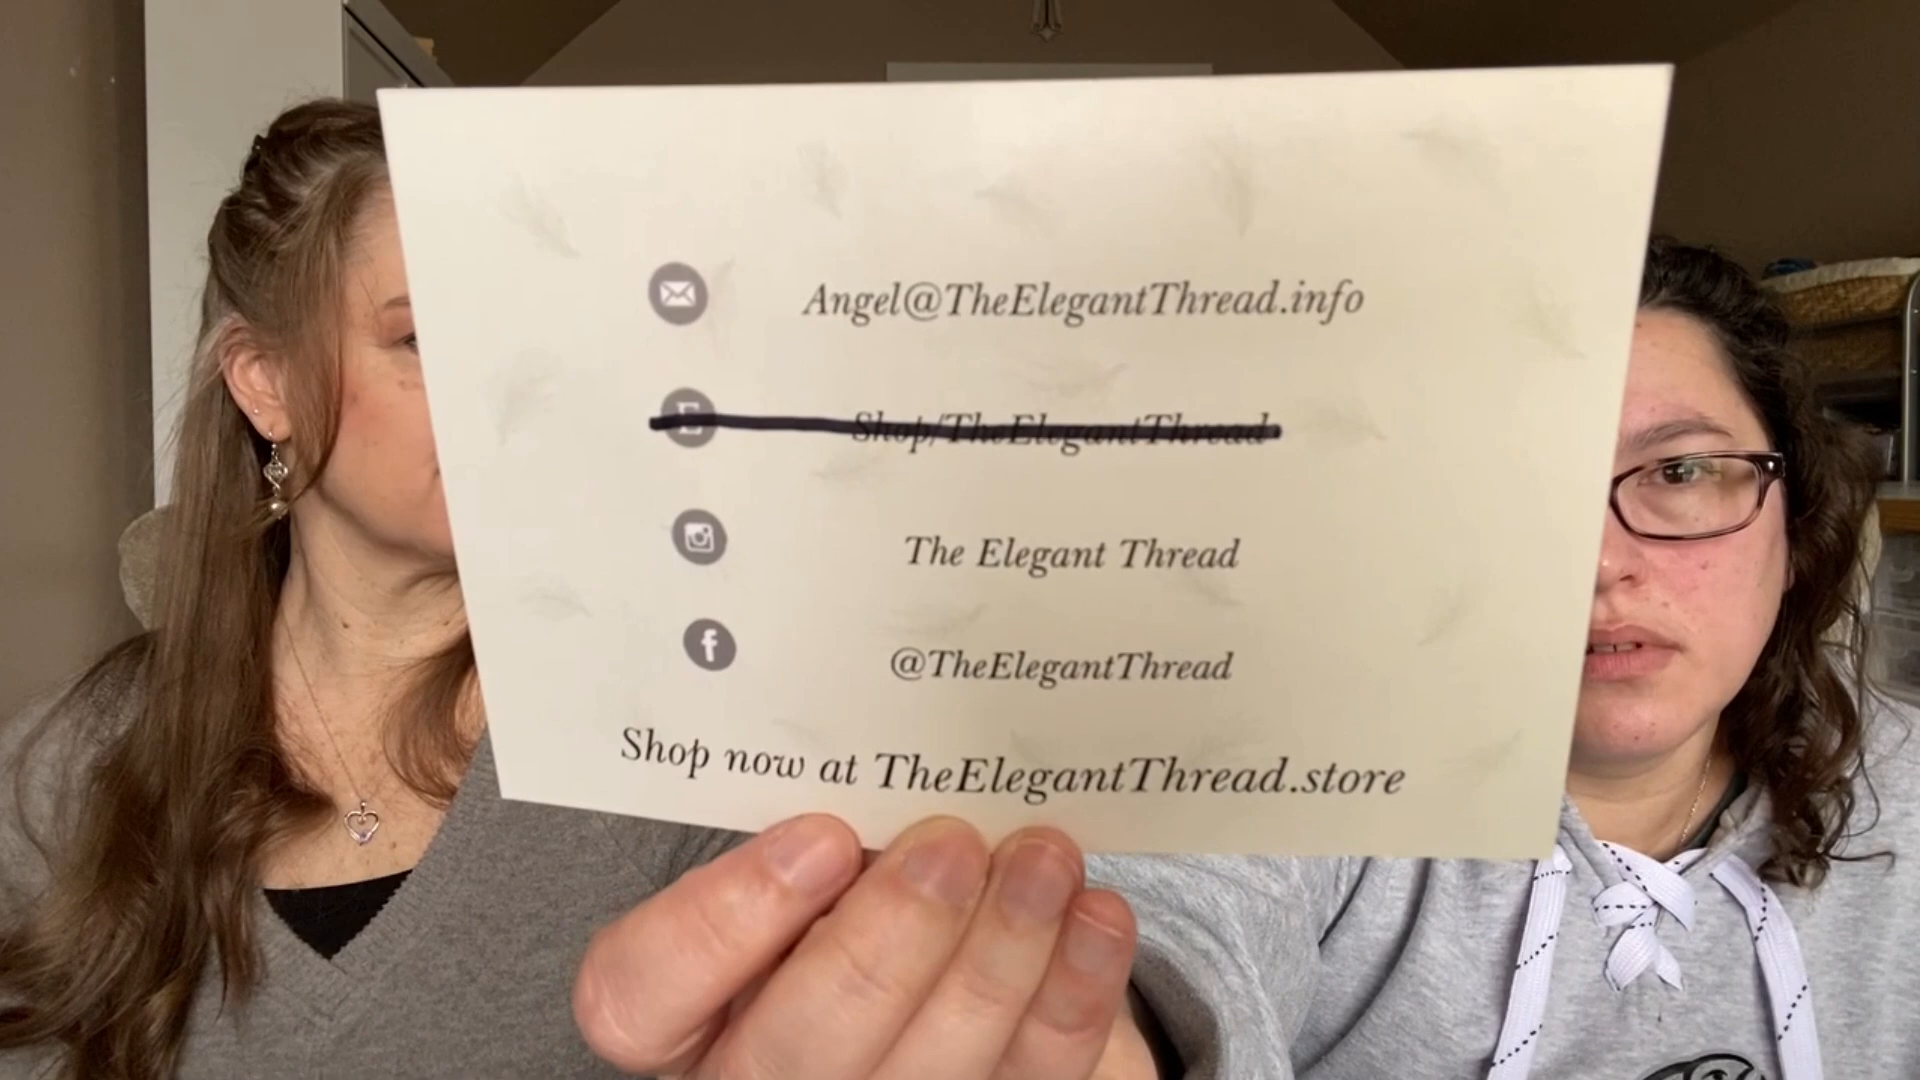 Angel@TheElegantThread.info
E Shop/TheElegantThread
The Elegant Thread
f @TheElegantThread
Shop now at TheElegantThread.store